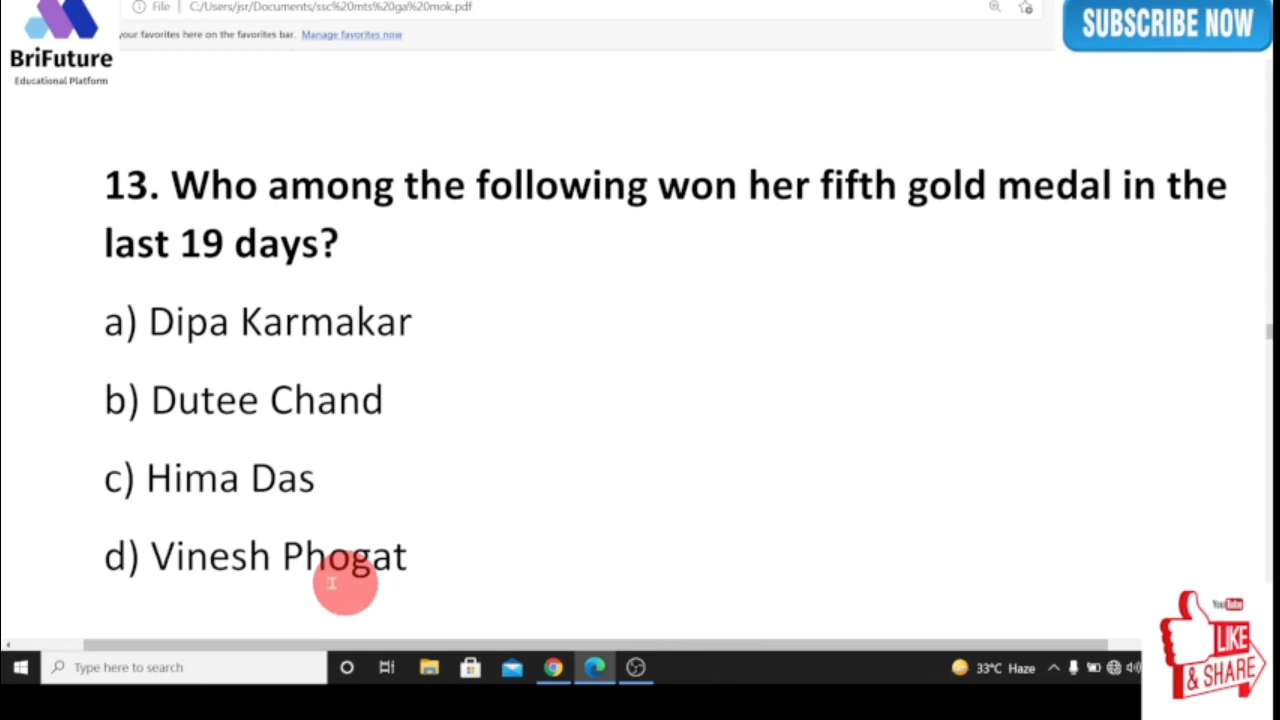 File | C:/Users/jsr/Documents/ssc%20mts%20ga%20mok.pdf
SUBSCRIBE NOW
your favorites here on the favorites bar. Manage favorites now
BriFuture
Educational Platform
13. Who among the following won her fifth gold medal in the
last 19 days?
a) Dipa Karmakar
b) Dutee Chand
c) Hima Das
d) Vinesh Phogat
YouTube
LIKE
& SHARE
Type here to search
33°C Haze